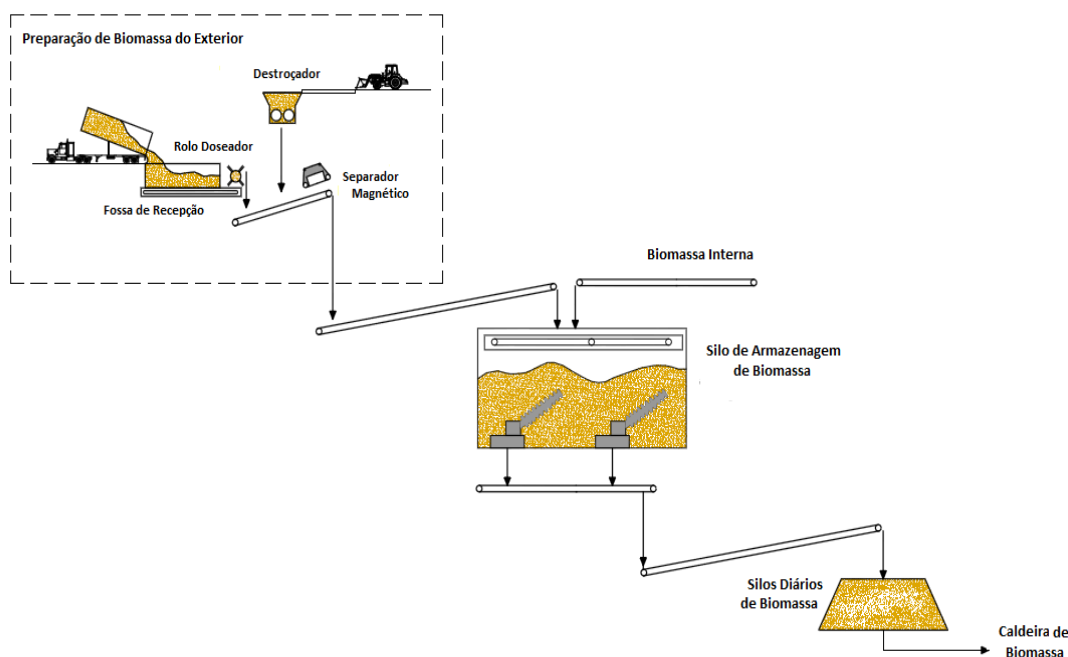 Preparação de Biomassa do Exterior
Destroçador
Rolo Doseador
Separador
Magnético
Fossa de Recepção
Biomassa Interna
Silo de Armazenagem
de Biomassa
Silos Diários
de Biomassa
Caldeira de
Biomassa